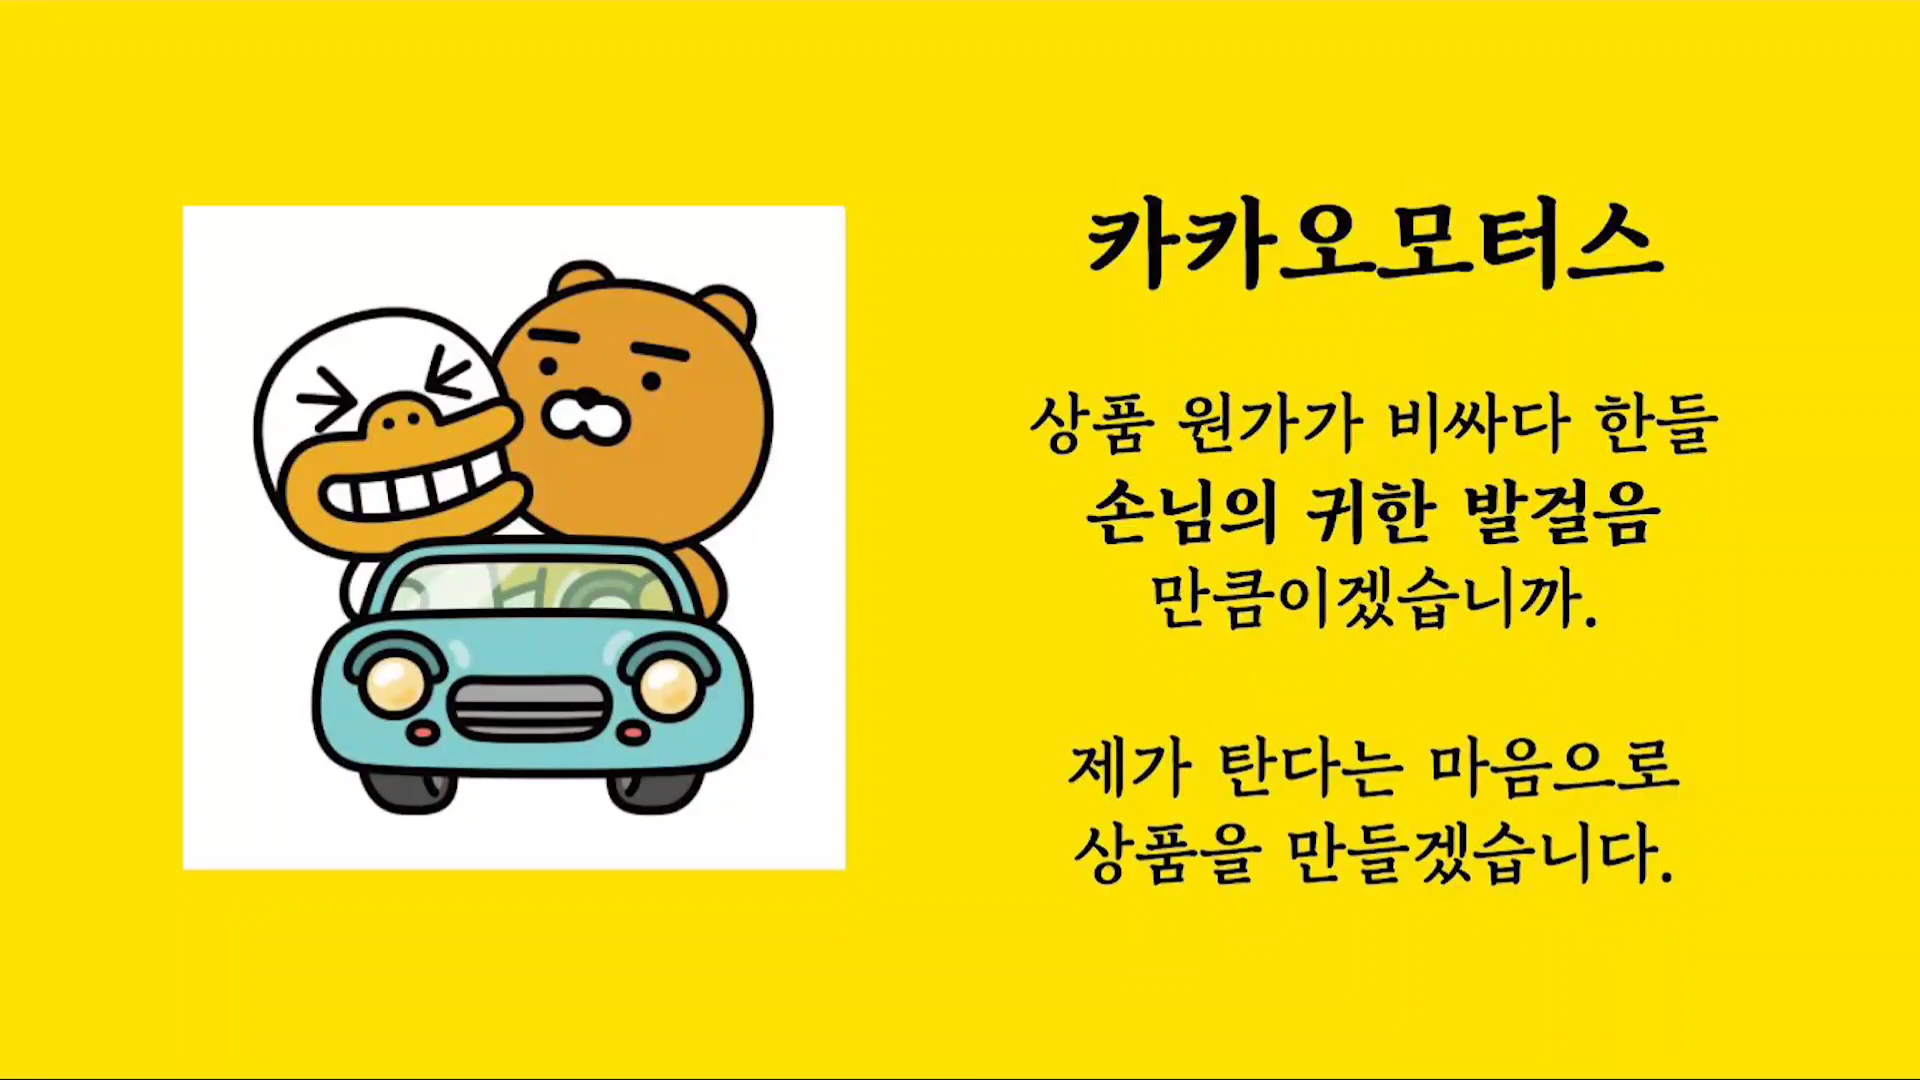 카카오모터스
상품 원가가 비싸다 한들
손님의 귀한 발걸음
만큼이겠습니까.
제가 탄다는 마음으로
상품을 만들겠습니다.